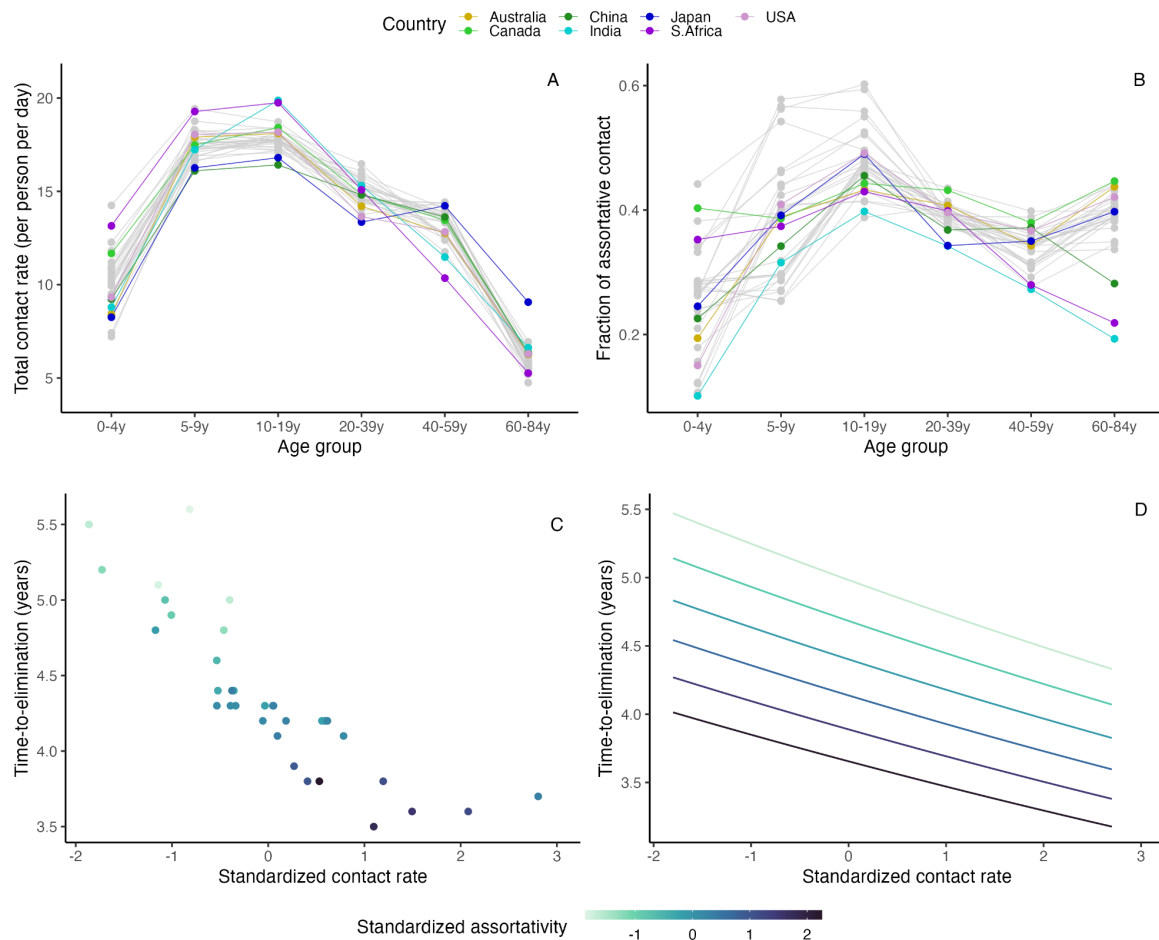 Country
Australia China Japan USA
Canada India S.Africa
A
Total contact rate (per person per day)
20
15
10
5
0-4y 5-9y 10-19y 20-39y 40-59y 60-84y
Age group
B
Fraction of assortative contact
0.6
0.4
0.2
0-4y 5-9y 10-19y 20-39y 40-59y 60-84y
Age group
C
Time-to-elimination (years)
5.5
5.0
4.5
4.0
3.5
-2 -1 0 1 2 3
Standardized contact rate
D
Time-to-elimination (years)
5.5
5.0
4.5
4.0
3.5
-2 -1 0 1 2 3
Standardized contact rate
Standardized assortativity
-1 0 1 2